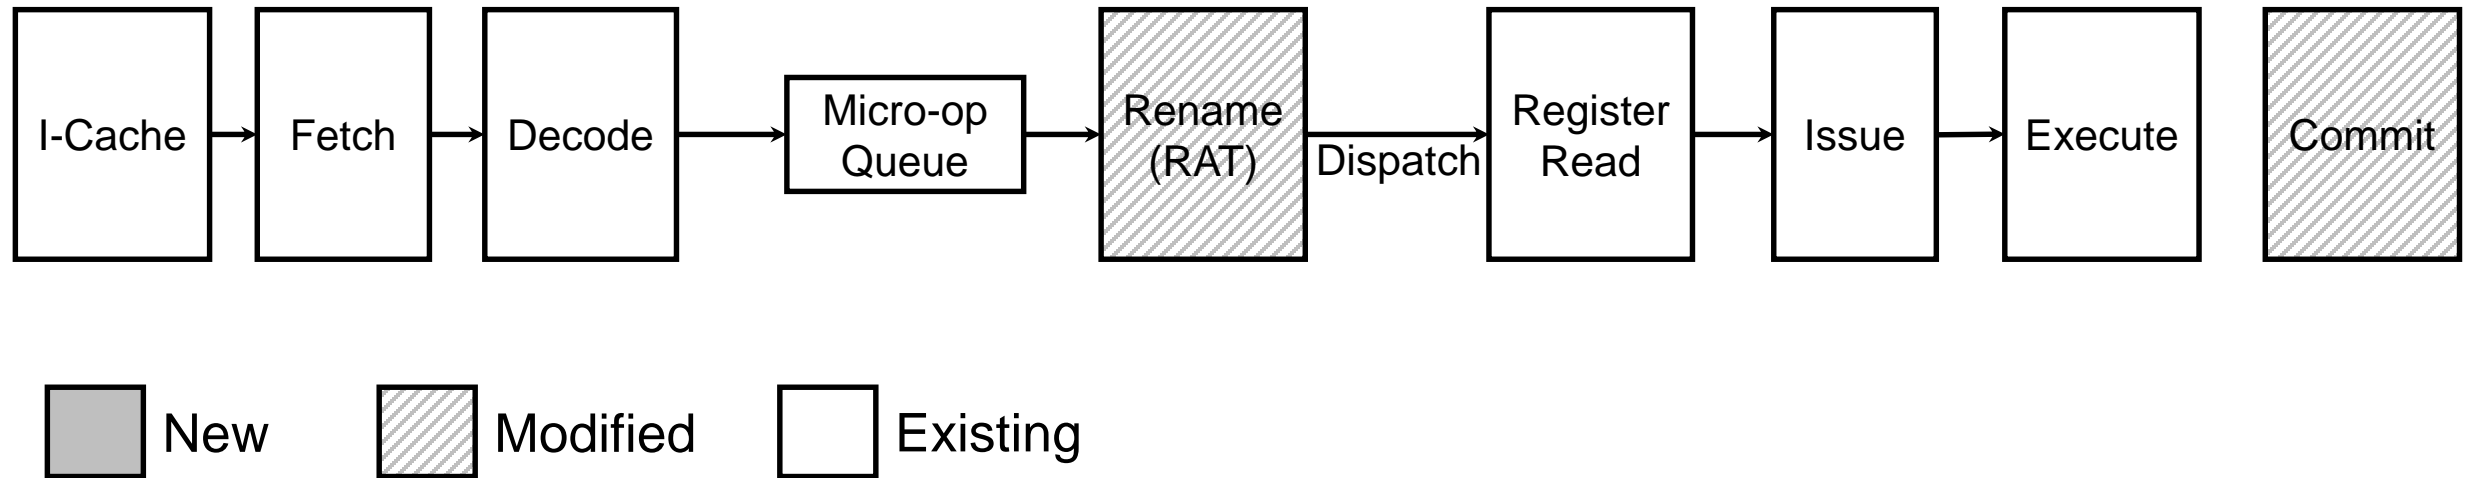 I-Cache
Fetch
Decode
Micro-op
Queue
Rename
(RAT)
Dispatch
Register
Read
Issue
Execute
Commit
New
Modified
Existing